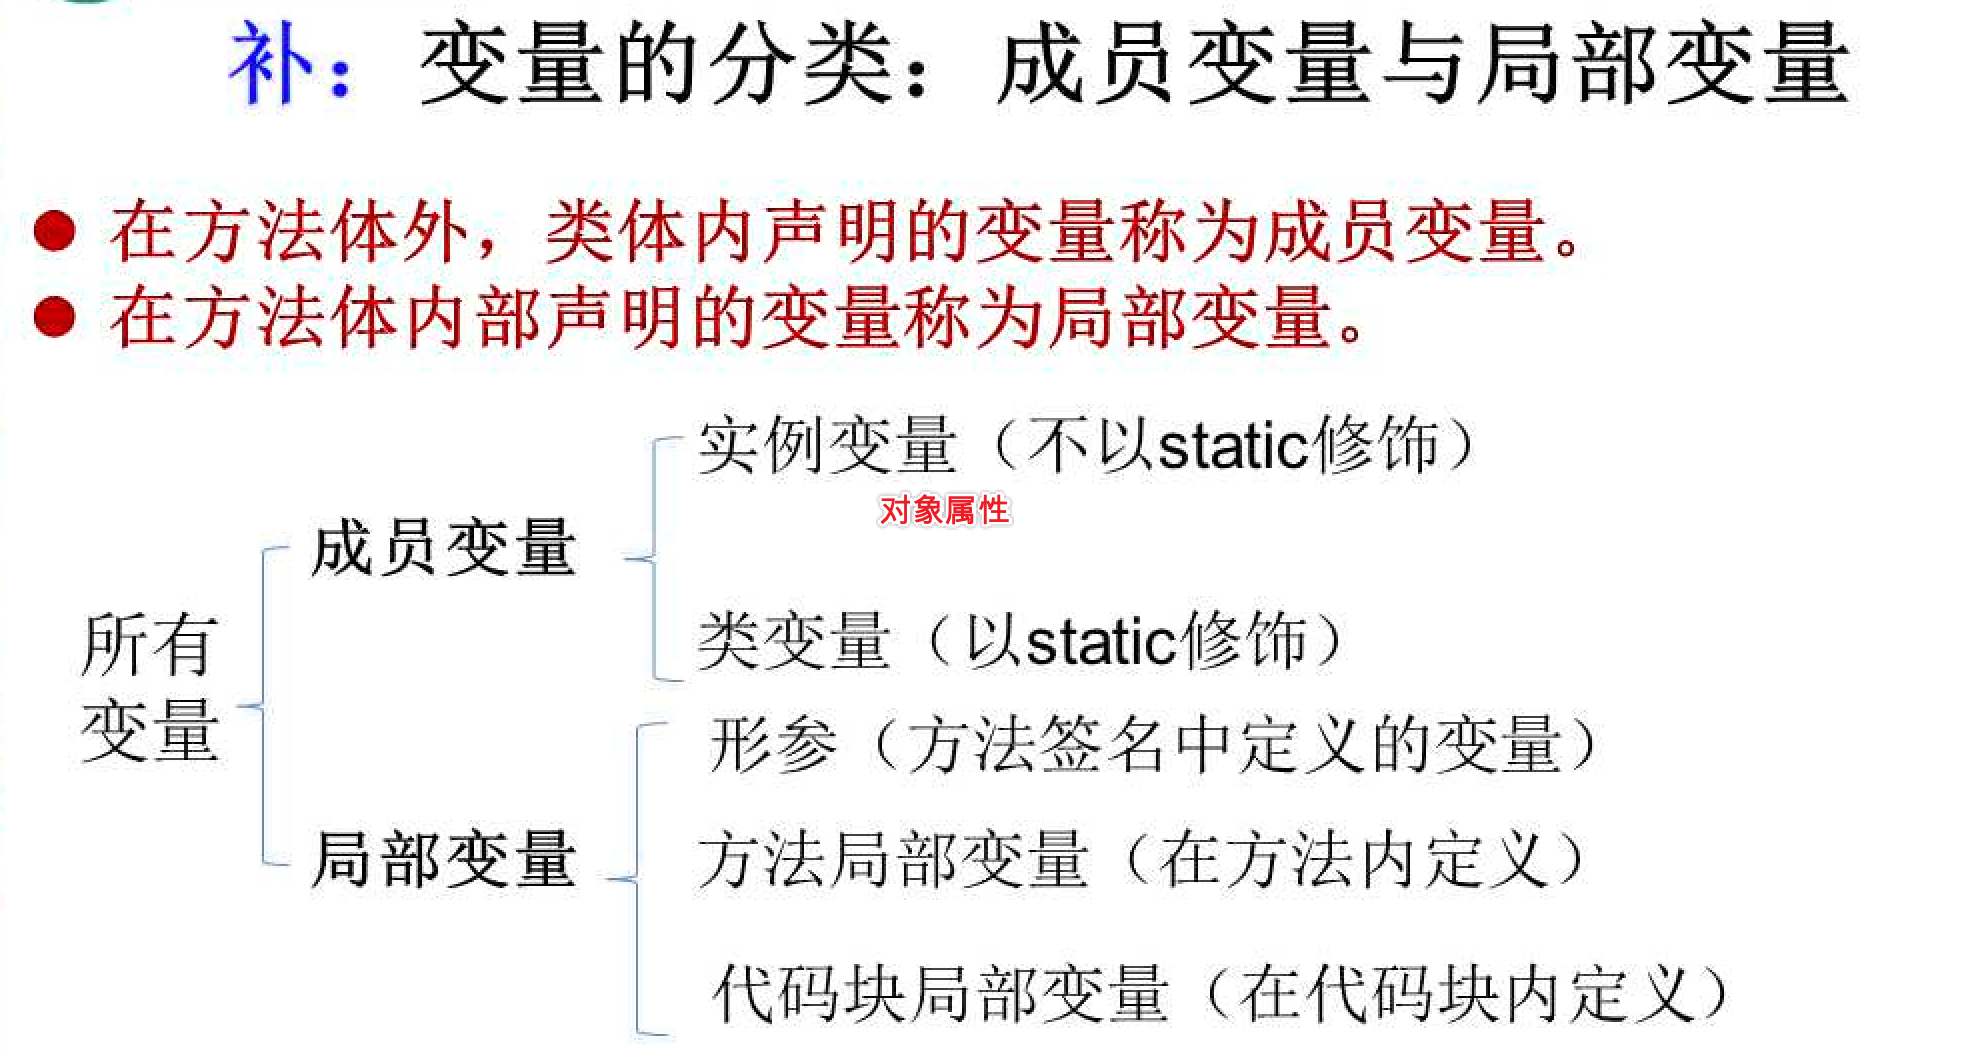 补：变量的分类：成员变量与局部变量
在方法体外，类体内声明的变量称为成员变量。
在方法体内部声明的变量称为局部变量。
所有
变量
成员变量
实例变量（不以static修饰）
对象属性
类变量（以static修饰）
局部变量
形参（方法签名中定义的变量）
方法局部变量（在方法内定义）
代码块局部变量（在代码块内定义）